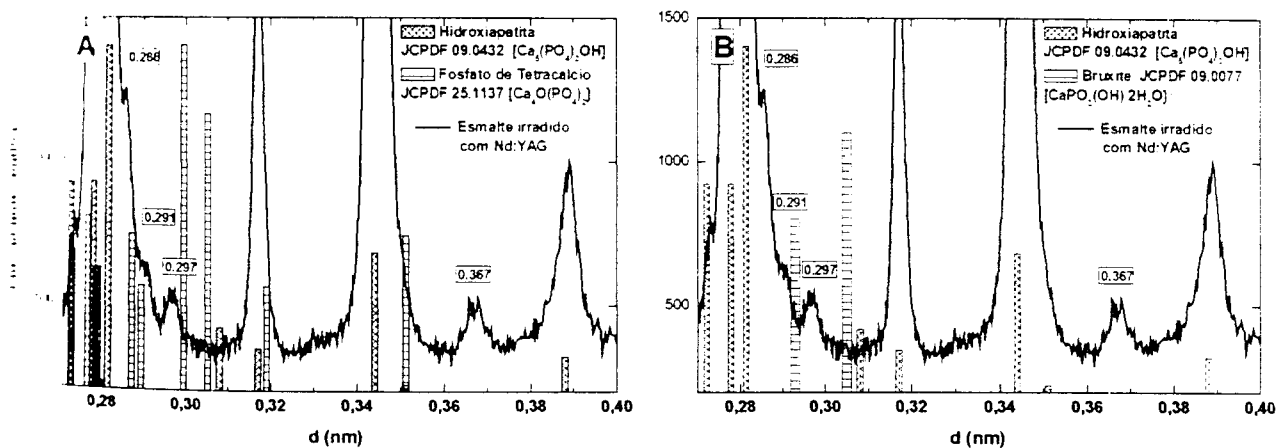 A
0.288
0.291
0.297
0.367
Hidroxiapatita
JCPDF 09.0432 [Ca₅(PO₄)₂OH]
Fosfato de Tetracalcio
JCPDF 25.1137 [Ca₄O(PO₄)₂]
Esmalte irradido
com Nd:YAG
0,28 0,30 0,32 0,34 0,36 0,38 0,40
d (nm)
1500
1000
500
B
0.286
0.291
0.297
0.367
Hidroxiapatita
JCPDF 09.0432 [Ca₅(PO₄)₂OH]
Bruxite JCPDF 09.0077
[CaPO₂(OH) 2H₂O]
Esmalte irradido
com Nd:YAG
0,28 0,30 0,32 0,34 0,36 0,38 0,40
d (nm)